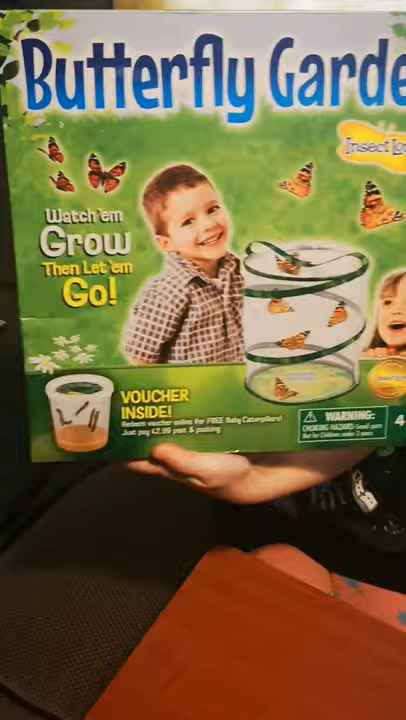 Butterfly Garde
Insect Lo
Watch'em
Grow
Then Let'em
Go!
VOUCHER
INSIDE!
Redeem voucher online for FREE Baby Caterpillars!
Just pay £2.99 post & packing
WARNING:
CHOKING HAZARD-Small parts
Not for Children under 3 years
4